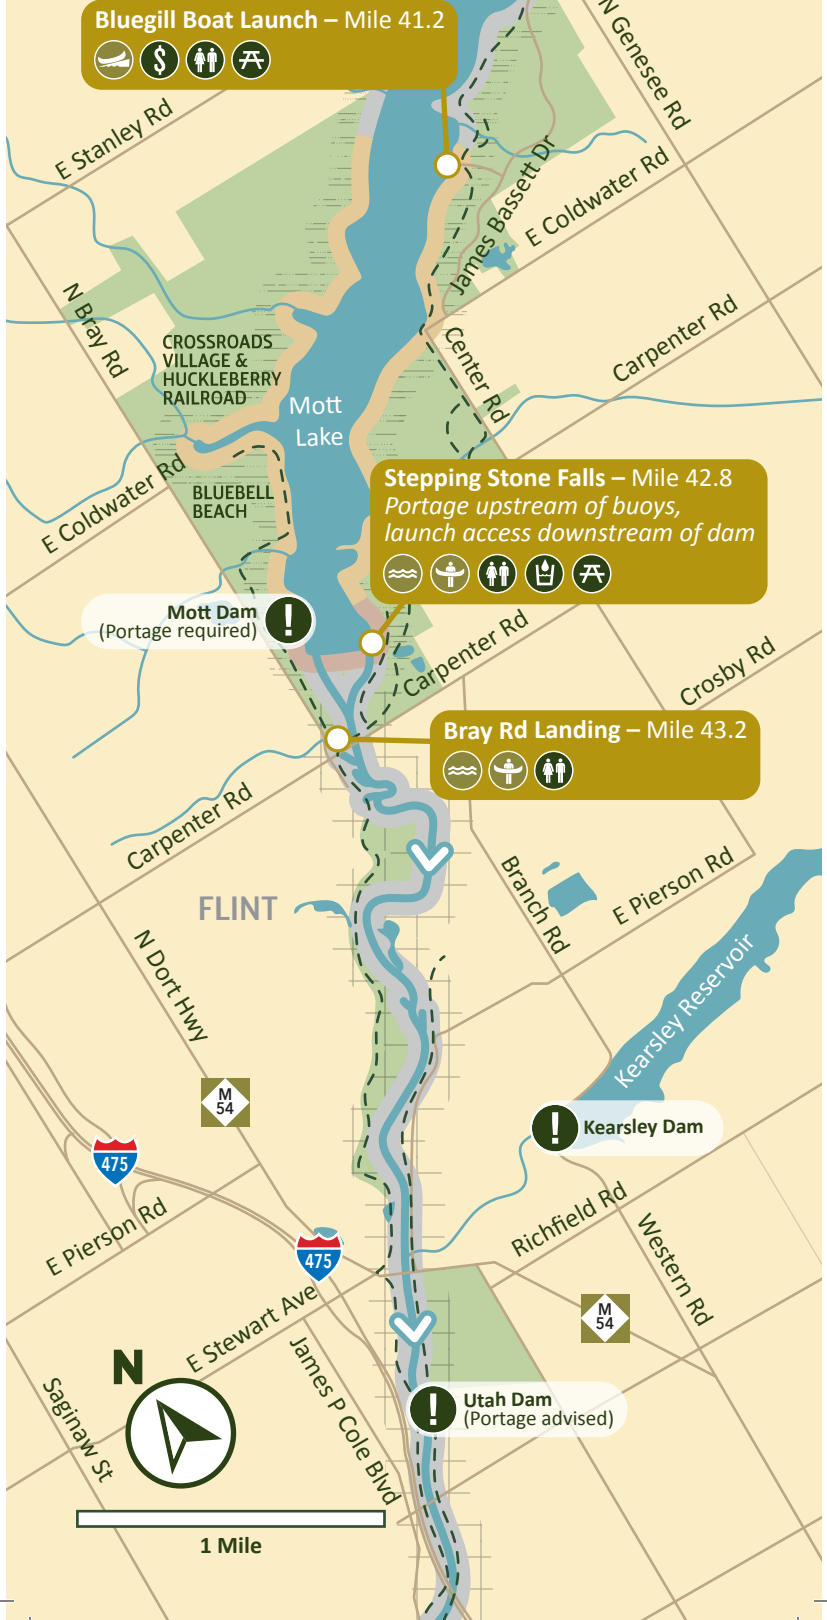 Bluegill Boat Launch – Mile 41.2
$
N Genesee Rd
E Stanley Rd
James Bassett Dr
E Coldwater Rd
N Bray Rd
Carpenter Rd
CROSSROADS
VILLAGE &
HUCKLEBERRY
RAILROAD
Center Rd
Mott
Lake
E Coldwater Rd
BLUEBELL
BEACH
Stepping Stone Falls – Mile 42.8
Portage upstream of buoys,
launch access downstream of dam
Mott Dam
(Portage required)
!
Carpenter Rd
Crosby Rd
Bray Rd Landing – Mile 43.2
Carpenter Rd
Branch Rd
E Pierson Rd
FLINT
N Dort Hwy
Kearsley Reservoir
M
54
!
Kearsley Dam
475
E Pierson Rd
Richfield Rd
Western Rd
475
E Stewart Ave
M
54
James P Cole Blvd
N
Saginaw St
!
Utah Dam
(Portage advised)
1 Mile